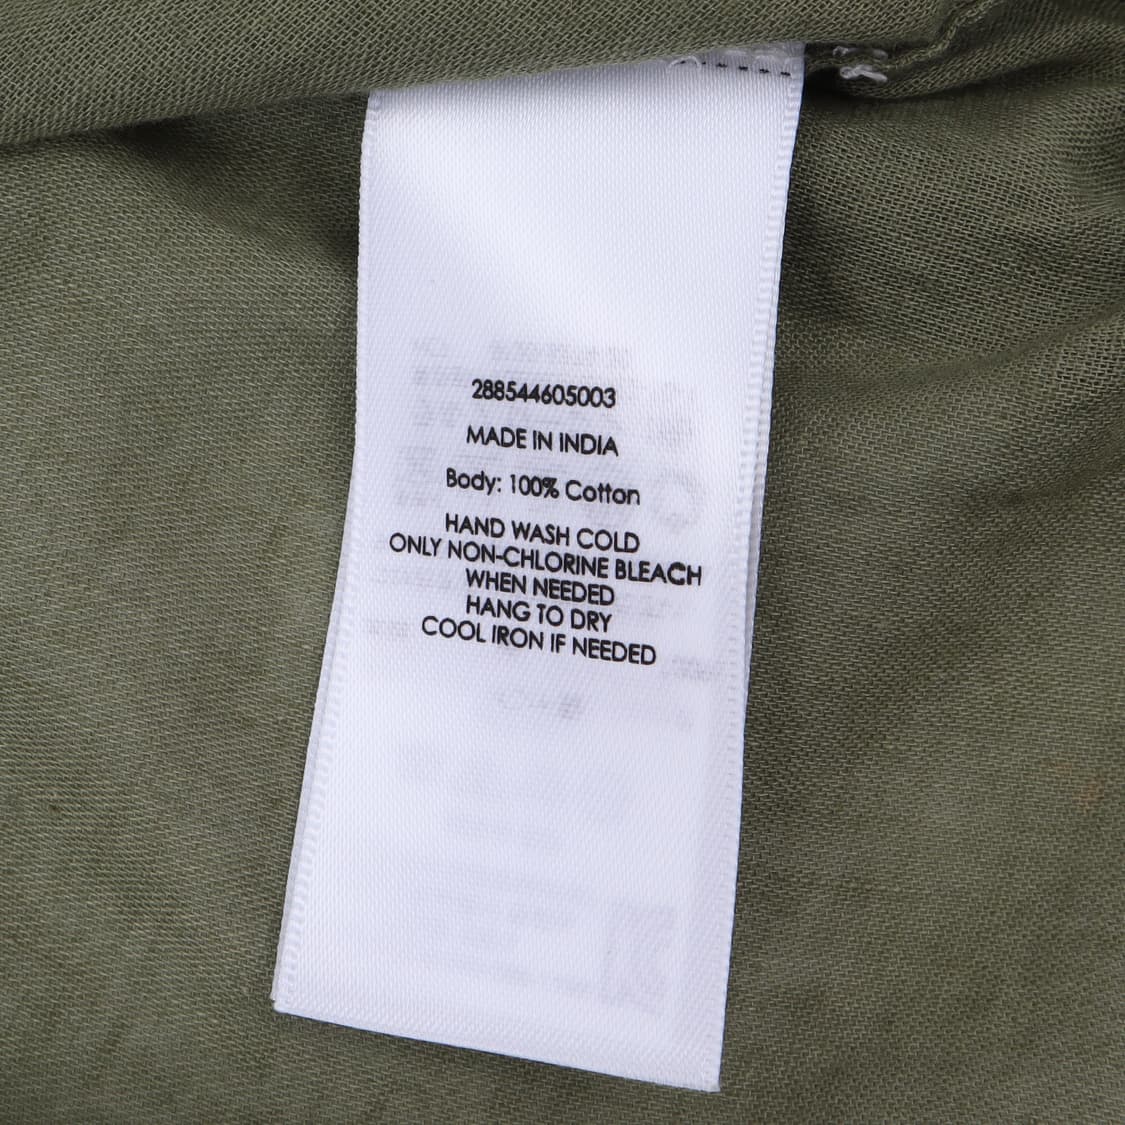 288544605003
MADE IN INDIA
Body: 100% Cotton
HAND WASH COLD
ONLY NON-CHLORINE BLEACH
WHEN NEEDED
HANG TO DRY
COOL IRON IF NEEDED